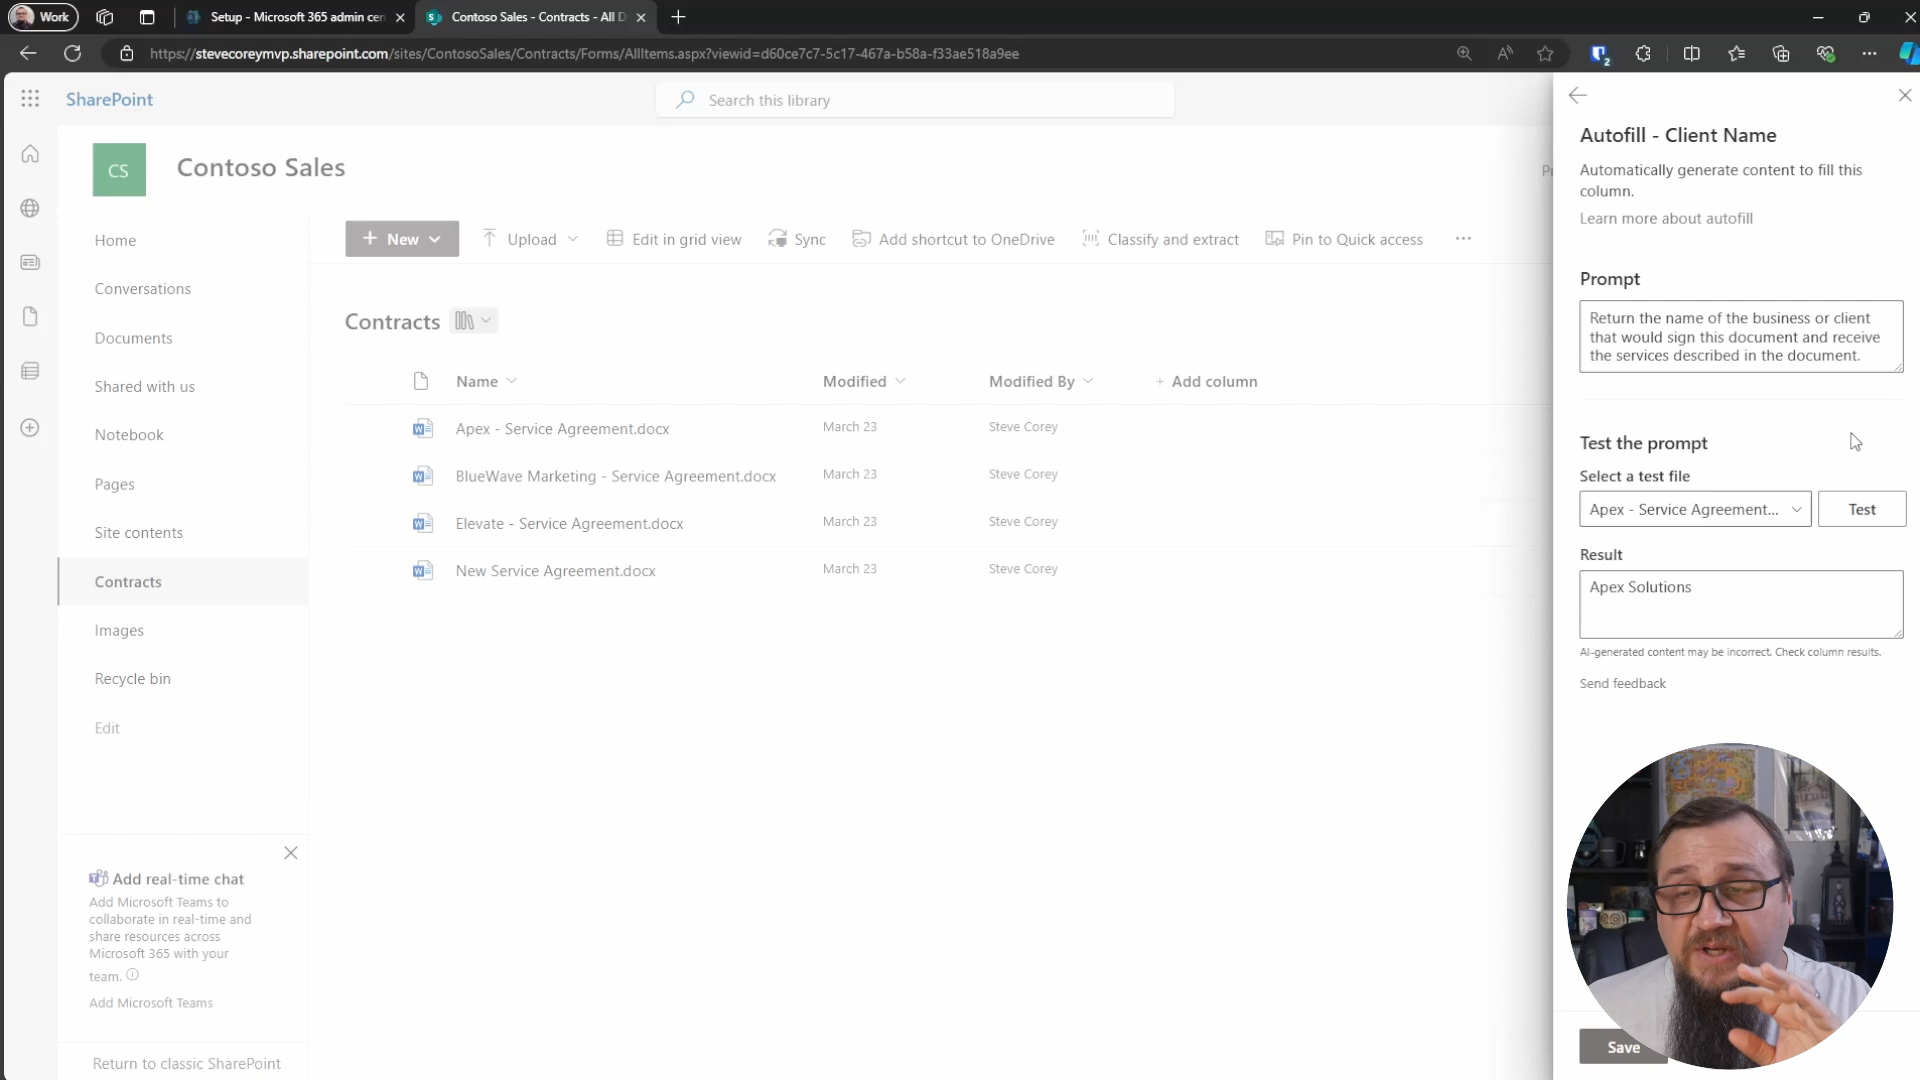 Work
Setup - Microsoft 365 admin cen
Contoso Sales - Contracts - All D
https://stevecoreymvp.sharepoint.com/sites/ContosoSales/Contracts/Forms/AllItems.aspx?viewid=d60ce7c7-5c17-467a-b58a-f33ae518a9ee
2
SharePoint
Search this library
CS
Contoso Sales
Home
Conversations
Documents
Shared with us
Notebook
Pages
Site contents
Contracts
Images
Recycle bin
Edit
Add real-time chat
Add Microsoft Teams to
collaborate in real-time and
share resources across
Microsoft 365 with your
team.
Add Microsoft Teams
Return to classic SharePoint
New Upload Edit in grid view Sync Add shortcut to OneDrive Classify and extract Pin to Quick access
Contracts
Name Modified Modified By + Add column
Apex - Service Agreement.docx March 23 Steve Corey
BlueWave Marketing - Service Agreement.docx March 23 Steve Corey
Elevate - Service Agreement.docx March 23 Steve Corey
New Service Agreement.docx March 23 Steve Corey
Autofill - Client Name
Automatically generate content to fill this
column.
Learn more about autofill
Prompt
Return the name of the business or client
that would sign this document and receive
the services described in the document.
Test the prompt
Select a test file
Apex - Service Agreement... Test
Result
Apex Solutions
AI-generated content may be incorrect. Check column results.
Send feedback
Save